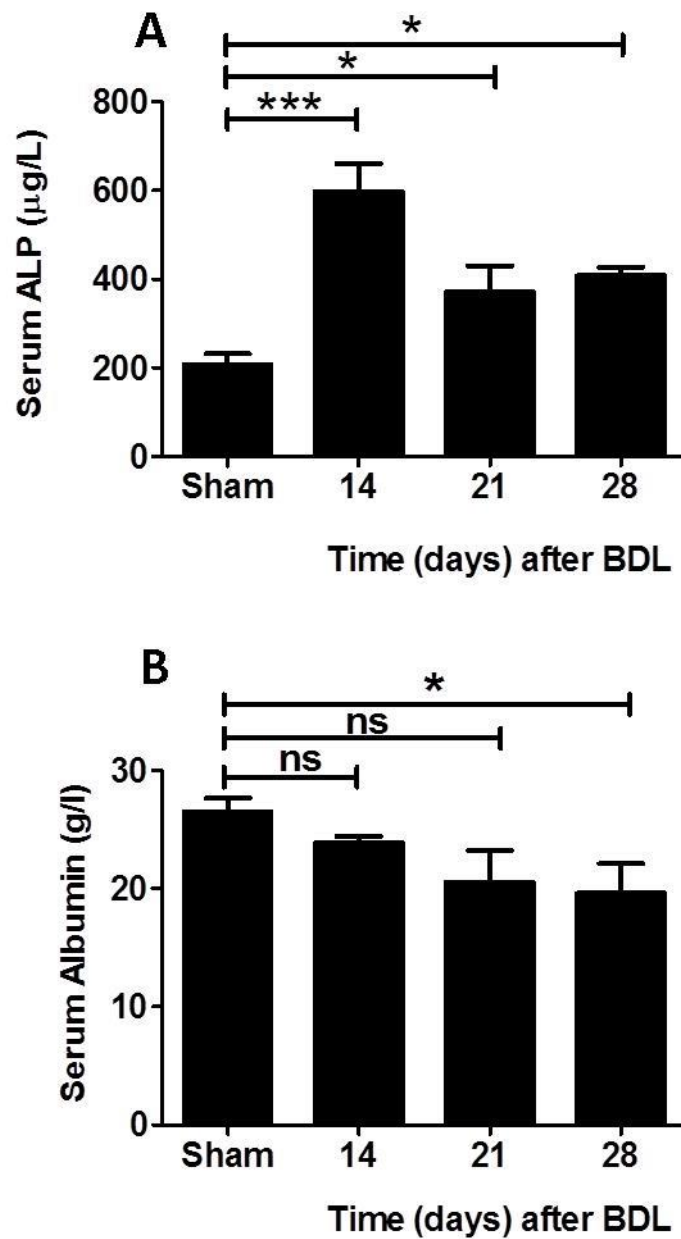 A
*
*
***
800
600
400
200
0
Serum ALP (µg/L)
Sham 14 21 28
Time (days) after BDL
B
*
ns
ns
30
20
10
0
Serum Albumin (g/l)
Sham 14 21 28
Time (days) after BDL